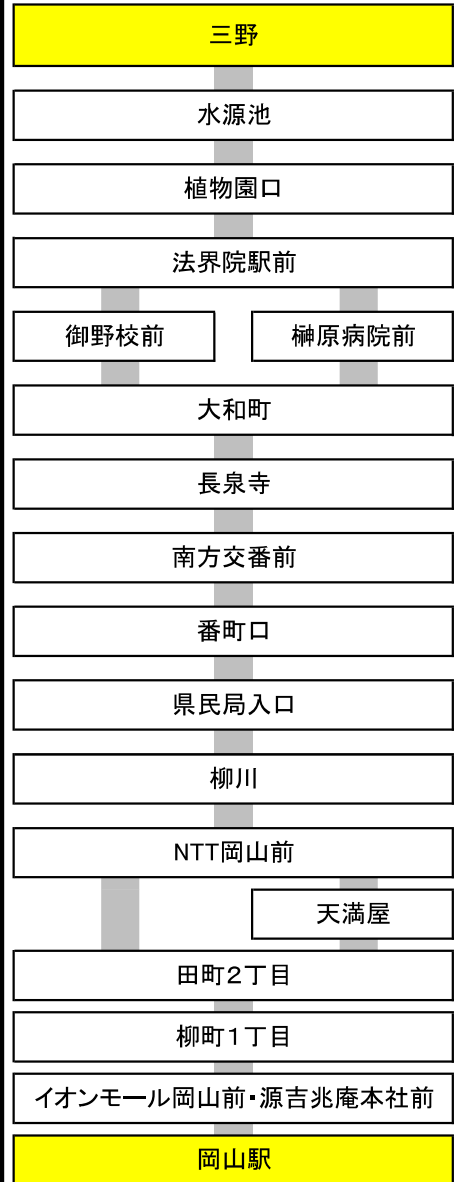 三野
水源池
植物園口
法界院駅前
御野校前
榊原病院前
大和町
長泉寺
南方交番前
番町口
県民局入口
柳川
NTT岡山前
天満屋
田町2丁目
柳町1丁目
イオンモール岡山前・源吉兆庵本社前
岡山駅